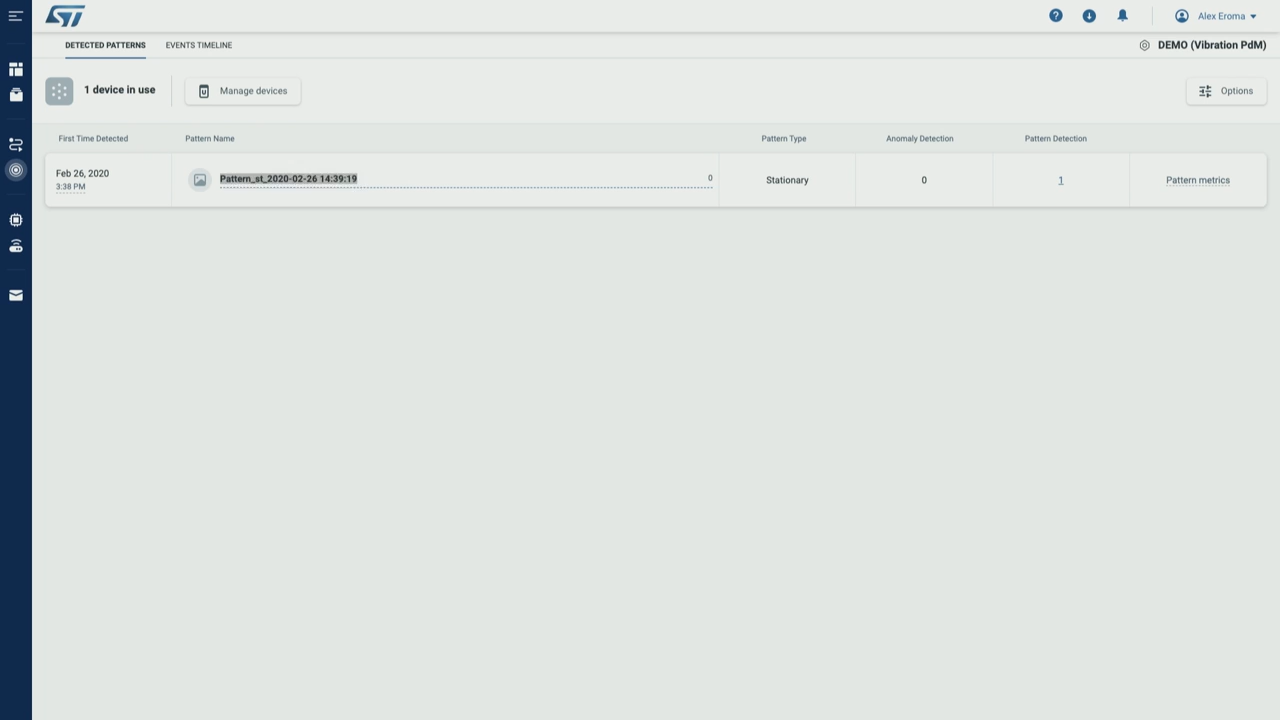 ST
Alex Eroma
DETECTED PATTERNS
EVENTS TIMELINE
DEMO (Vibration PdM)
1 device in use
Manage devices
Options
First Time Detected
Pattern Name
Pattern Type
Anomaly Detection
Pattern Detection
Feb 26, 2020
3:38 PM
Pattern_st_2020-02-26 14:39:19
0
Stationary
0
1
Pattern metrics